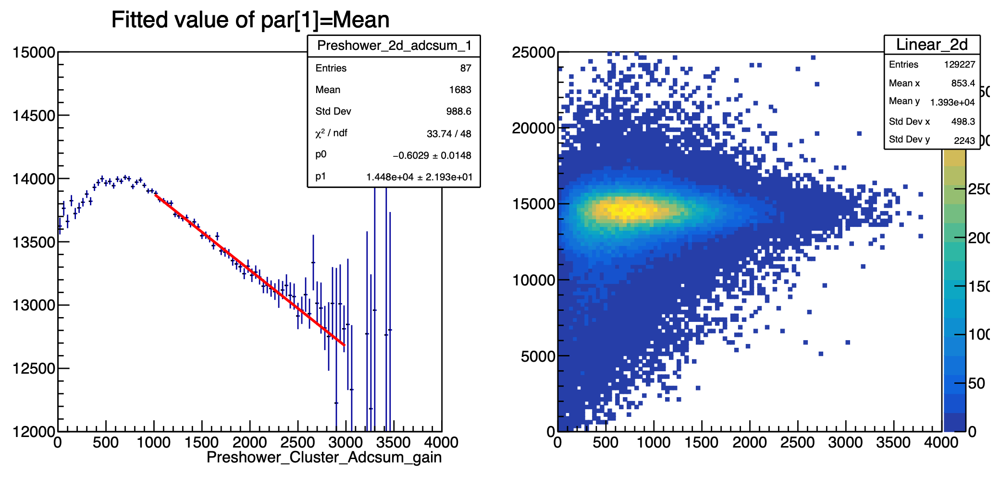 Fitted value of par[1]=Mean
Preshower_2d_adcsum_1
Entries 87
Mean 1683
Std Dev 988.6
χ² / ndf 33.74 / 48
p0 −0.6029 ± 0.0148
p1 1.448e+04 ± 2.193e+01
15000
14500
14000
13500
13000
12500
12000
0 500 1000 1500 2000 2500 3000 3500 4000
Preshower_Cluster_Adcsum_gain
Linear_2d
Entries 129227
Mean x 853.4
Mean y 1.393e+04
Std Dev x 498.3
Std Dev y 2243
25000
20000
15000
10000
5000
0
0 500 1000 1500 2000 2500 3000 3500 4000
250
200
150
100
50
0